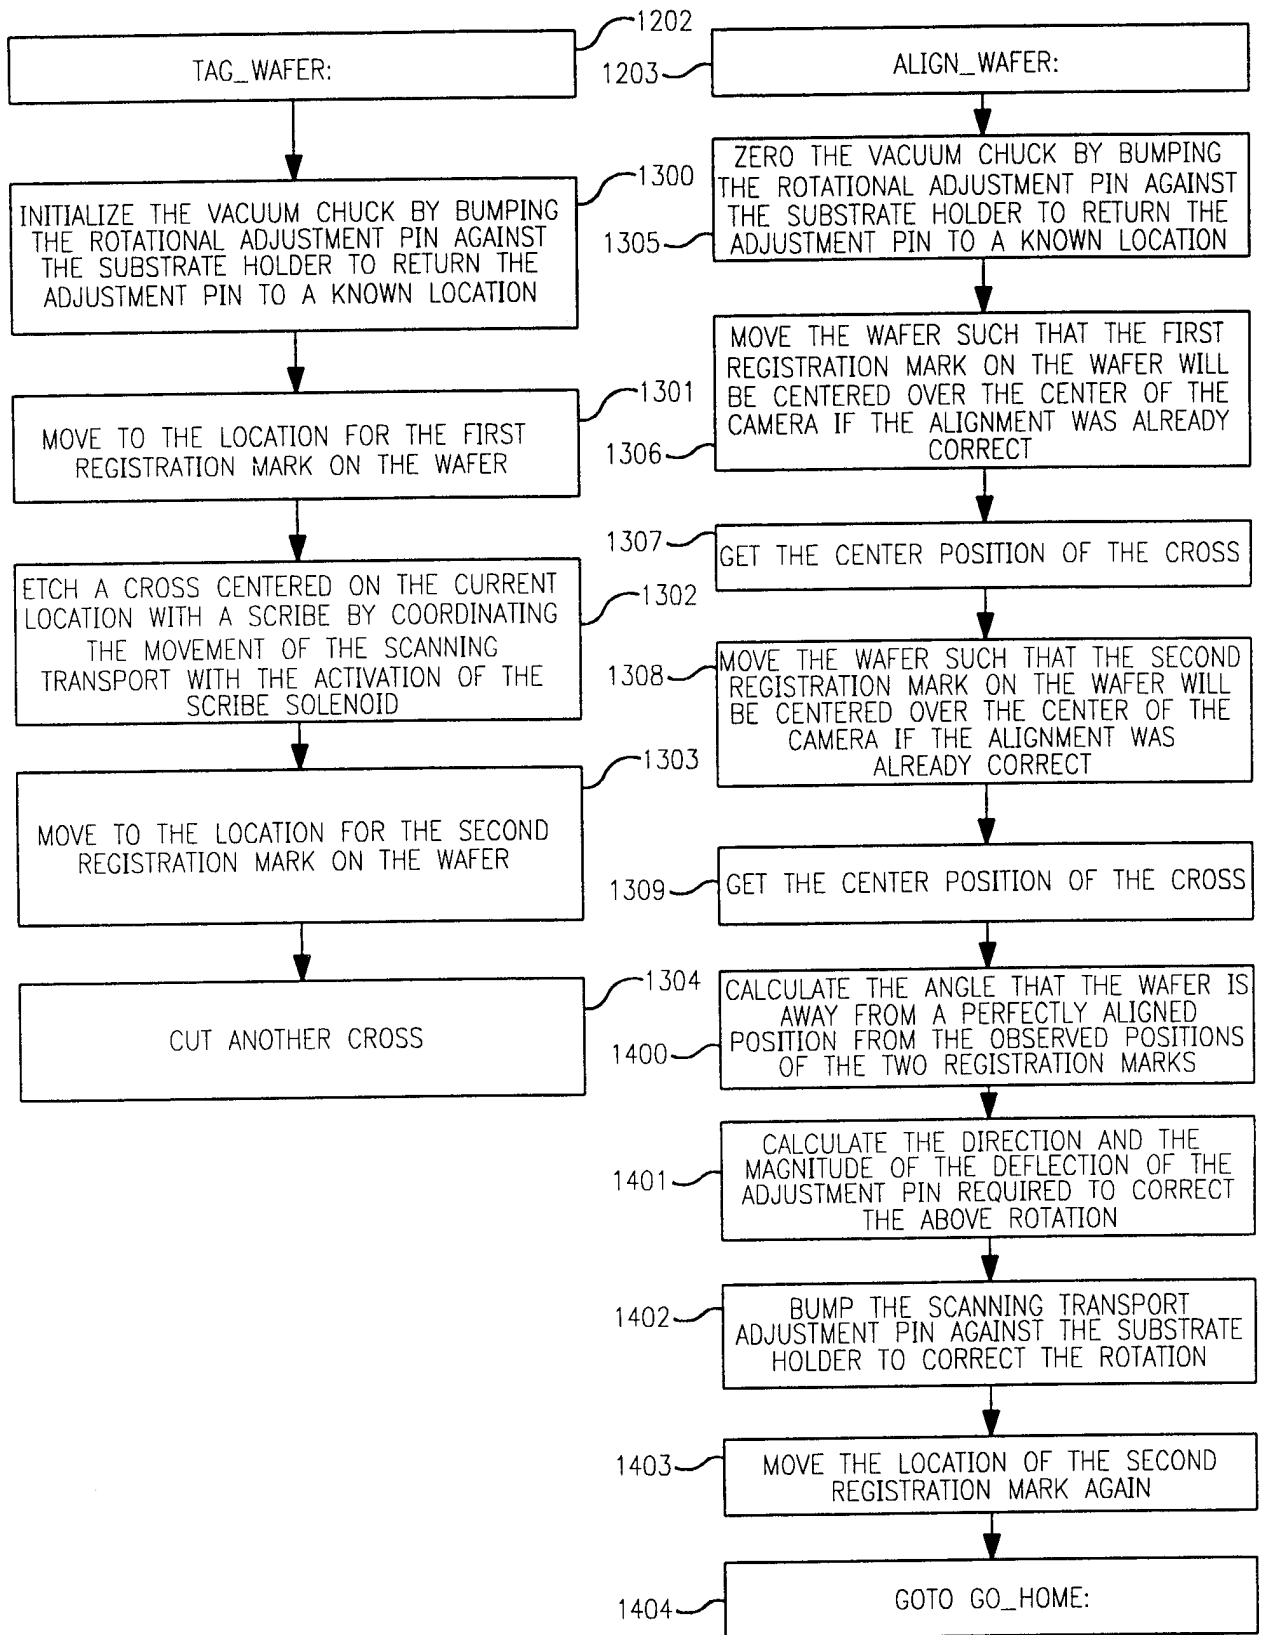 1202
TAG_WAFER:
1300
INITIALIZE THE VACUUM CHUCK BY BUMPING
THE ROTATIONAL ADJUSTMENT PIN AGAINST
THE SUBSTRATE HOLDER TO RETURN THE
ADJUSTMENT PIN TO A KNOWN LOCATION
1301
MOVE TO THE LOCATION FOR THE FIRST
REGISTRATION MARK ON THE WAFER
1302
ETCH A CROSS CENTERED ON THE CURRENT
LOCATION WITH A SCRIBE BY COORDINATING
THE MOVEMENT OF THE SCANNING
TRANSPORT WITH THE ACTIVATION OF THE
SCRIBE SOLENOID
1303
MOVE TO THE LOCATION FOR THE SECOND
REGISTRATION MARK ON THE WAFER
1304
CUT ANOTHER CROSS
1203
ALIGN_WAFER:
1305
ZERO THE VACUUM CHUCK BY BUMPING
THE ROTATIONAL ADJUSTMENT PIN AGAINST
THE SUBSTRATE HOLDER TO RETURN THE
ADJUSTMENT PIN TO A KNOWN LOCATION
1306
MOVE THE WAFER SUCH THAT THE FIRST
REGISTRATION MARK ON THE WAFER WILL
BE CENTERED OVER THE CENTER OF THE
CAMERA IF THE ALIGNMENT WAS ALREADY
CORRECT
1307
GET THE CENTER POSITION OF THE CROSS
1308
MOVE THE WAFER SUCH THAT THE SECOND
REGISTRATION MARK ON THE WAFER WILL
BE CENTERED OVER THE CENTER OF THE
CAMERA IF THE ALIGNMENT WAS
ALREADY CORRECT
1309
GET THE CENTER POSITION OF THE CROSS
1400
CALCULATE THE ANGLE THAT THE WAFER IS
AWAY FROM A PERFECTLY ALIGNED
POSITION FROM THE OBSERVED POSITIONS
OF THE TWO REGISTRATION MARKS
1401
CALCULATE THE DIRECTION AND THE
MAGNITUDE OF THE DEFLECTION OF THE
ADJUSTMENT PIN REQUIRED TO CORRECT
THE ABOVE ROTATION
1402
BUMP THE SCANNING TRANSPORT
ADJUSTMENT PIN AGAINST THE SUBSTRATE
HOLDER TO CORRECT THE ROTATION
1403
MOVE THE LOCATION OF THE SECOND
REGISTRATION MARK AGAIN
1404
GOTO GO_HOME: